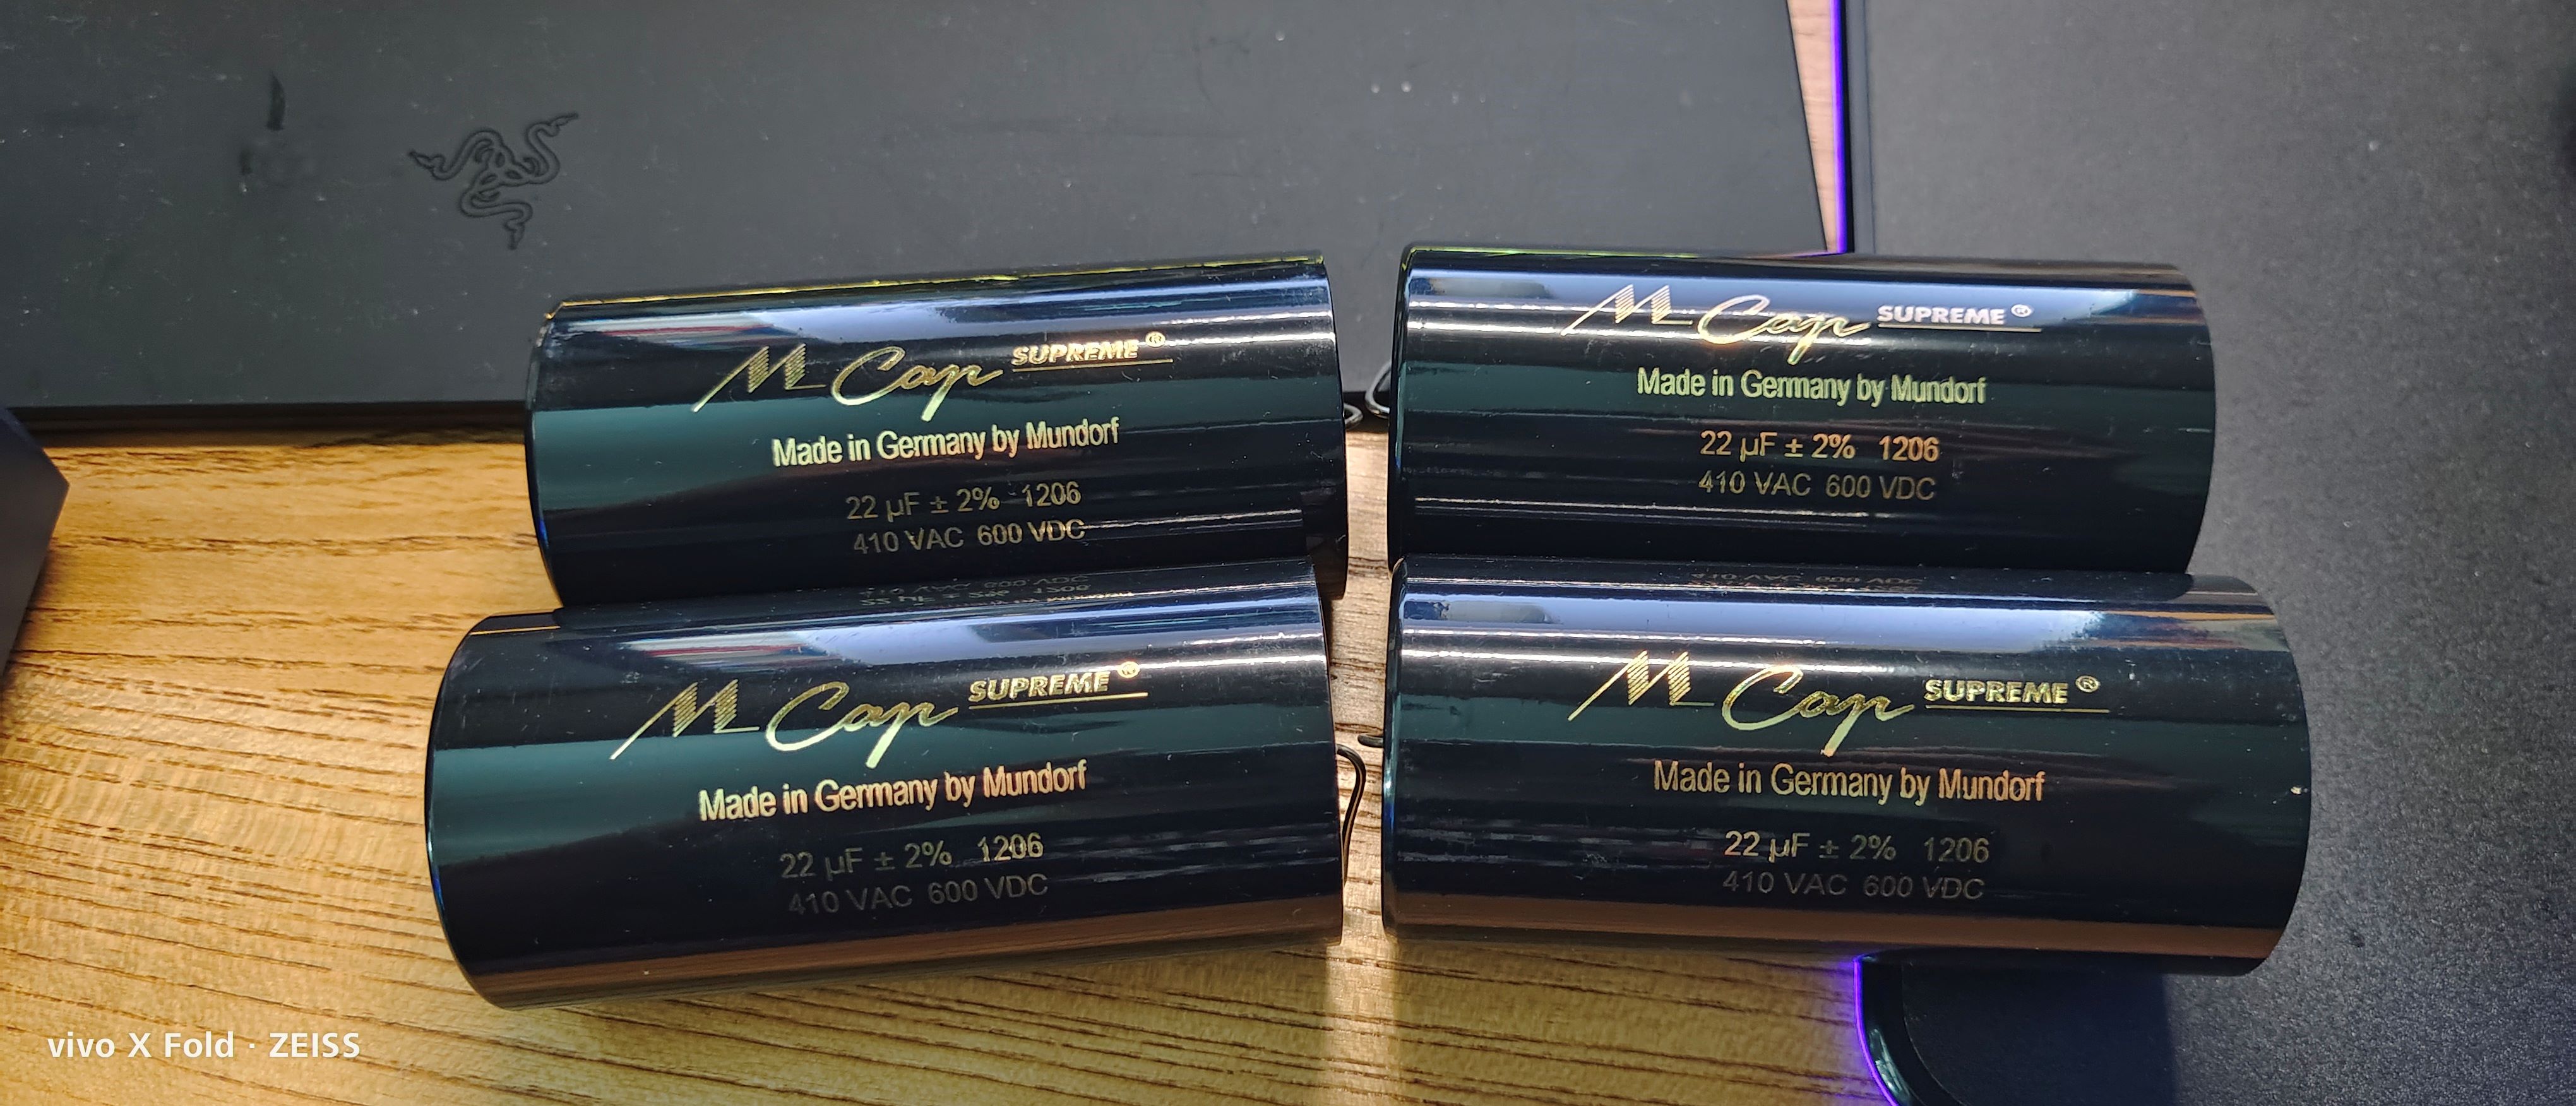 M Cap SUPREME ®
Made in Germany by Mundorf
22 µF ± 2% 1206
410 VAC 600 VDC
M Cap SUPREME ®
Made in Germany by Mundorf
22 µF ± 2% 1206
410 VAC 600 VDC
M Cap SUPREME ®
Made in Germany by Mundorf
22 µF ± 2% 1206
410 VAC 600 VDC
M Cap SUPREME ®
Made in Germany by Mundorf
22 µF ± 2% 1206
410 VAC 600 VDC
vivo X Fold · ZEISS